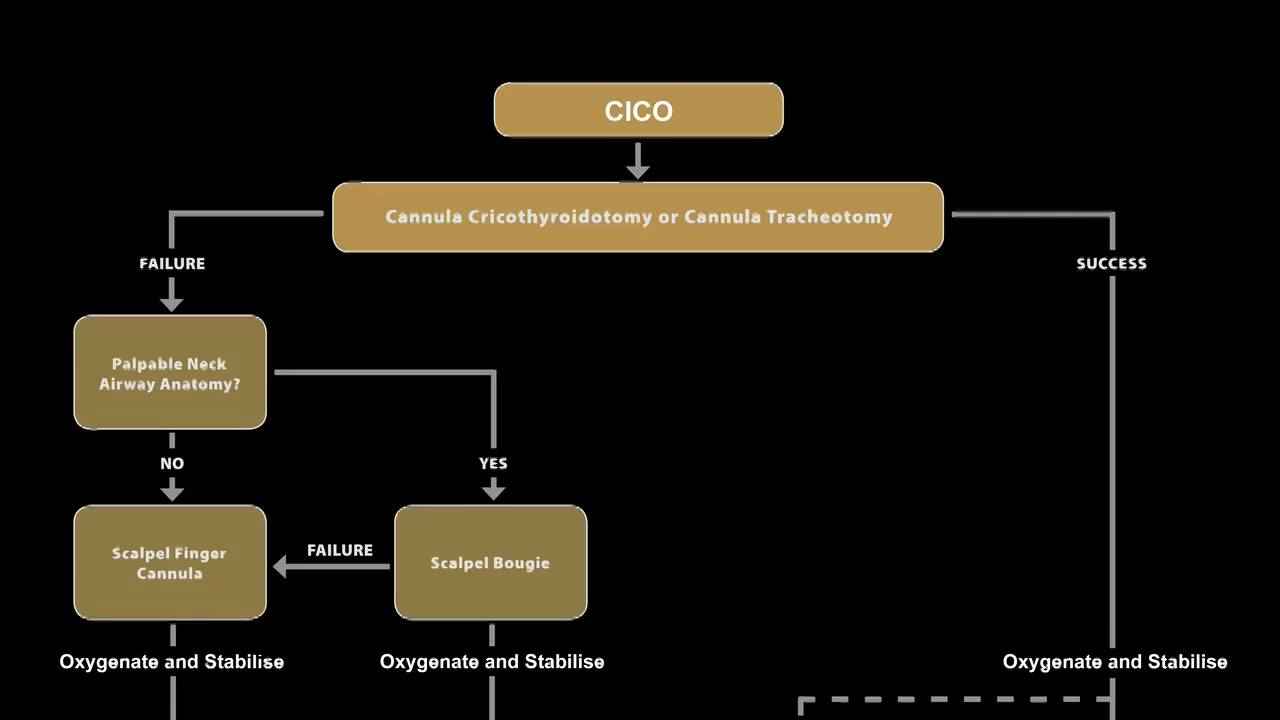 CICO
Cannula Cricothyroidotomy or Cannula Tracheotomy
FAILURE
SUCCESS
Palpable Neck
Airway Anatomy?
NO
YES
Scalpel Finger
Cannula
FAILURE
Scalpel Bougie
Oxygenate and Stabilise
Oxygenate and Stabilise
Oxygenate and Stabilise